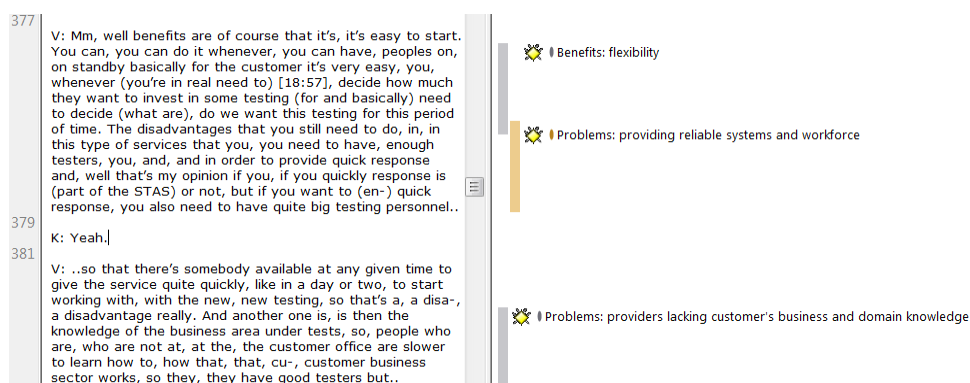 377
V: Mm, well benefits are of course that it's, it's easy to start.
You can, you can do it whenever, you can have, peoples on,
on standby basically for the customer it's very easy, you,
whenever (you're in real need to) [18:57], decide how much
they want to invest in some testing (for and basically) need
to decide (what are), do we want this testing for this period
of time. The disadvantages that you still need to do, in, in
this type of services that you, you need to have, enough
testers, you, and, and in order to provide quick response
and, well that's my opinion if you, if you quickly response is
(part of the STAS) or not, but if you want to (en-) quick
response, you also need to have quite big testing personnel..
379
K: Yeah.
381
V: ..so that there's somebody available at any given time to
give the service quite quickly, like in a day or two, to start
working with, with the new, new testing, so that's a, a disa-,
a disadvantage really. And another one is, is then the
knowledge of the business area under tests, so, people who
are, who are not at, at the, the customer office are slower
to learn how to, how that, that, cu-, customer business
sector works, so they, they have good testers but..
Benefits: flexibility
Problems: providing reliable systems and workforce
Problems: providers lacking customer's business and domain knowledge